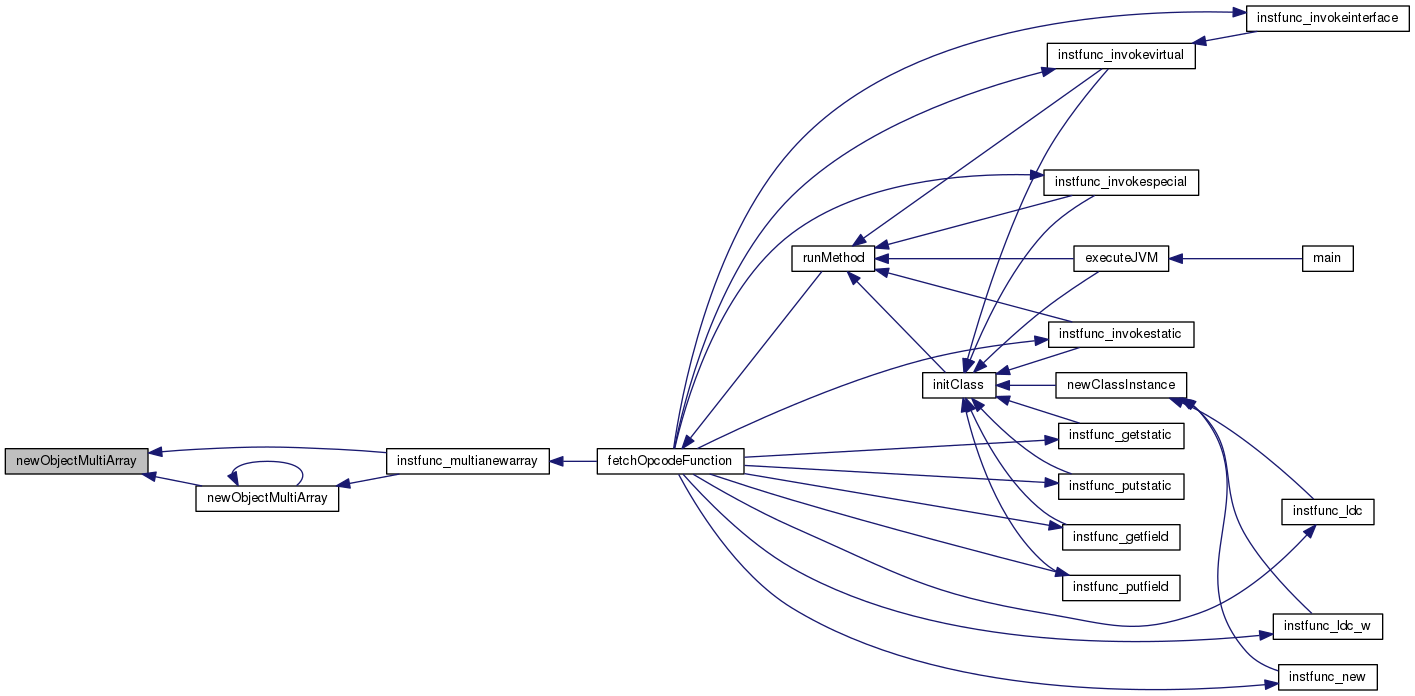 instfunc_invokeinterface
instfunc_invokevirtual
instfunc_invokespecial
runMethod
executeJVM
main
instfunc_invokestatic
initClass
newClassInstance
instfunc_getstatic
newObjectMultiArray
instfunc_multianewarray
fetchOpcodeFunction
instfunc_putstatic
newObjectMultiArray
instfunc_ldc
instfunc_getfield
instfunc_putfield
instfunc_ldc_w
instfunc_new